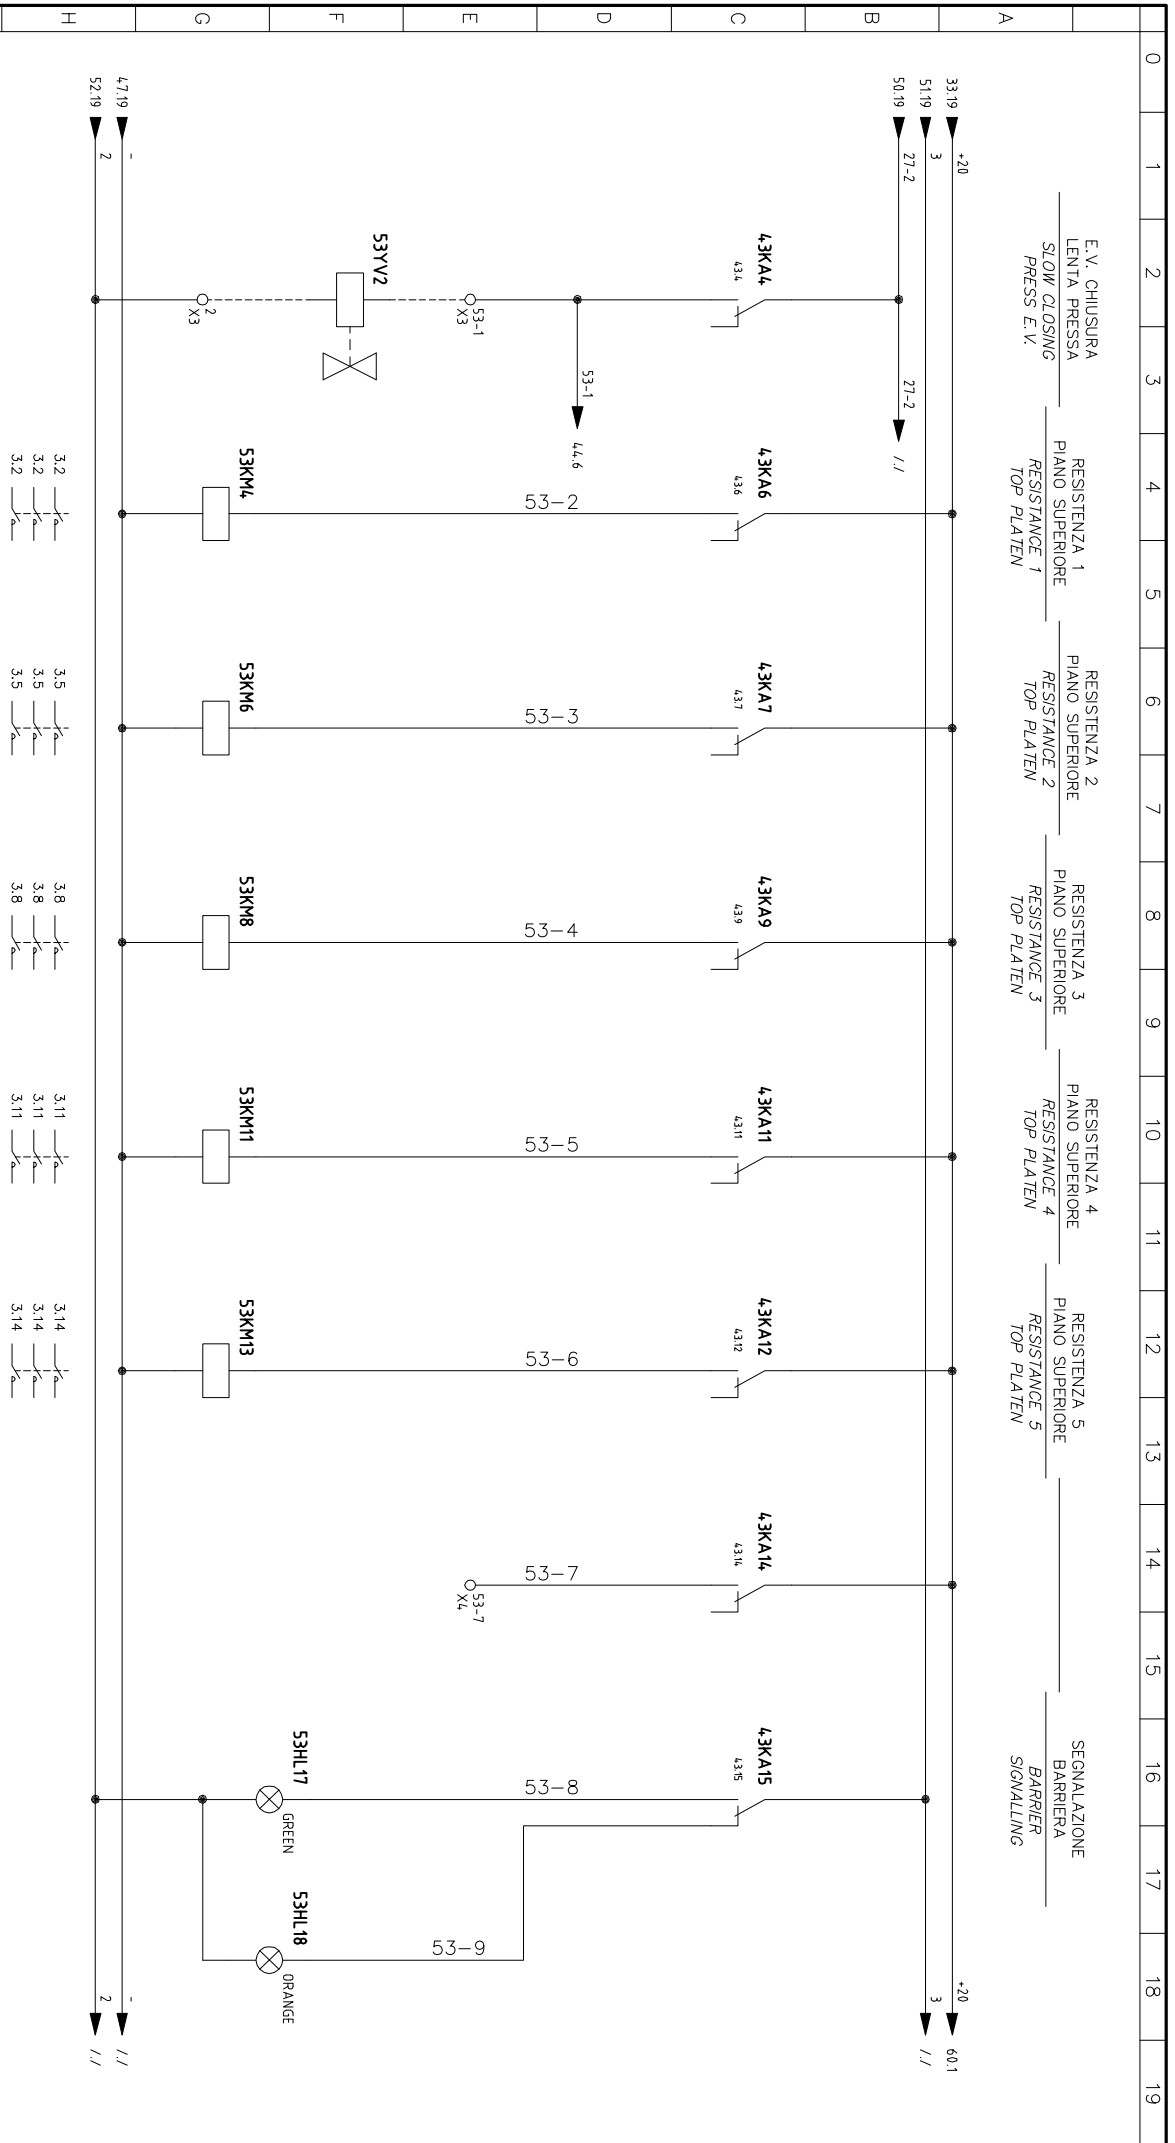 0 1 2 3 4 5 6 7 8 9 10 11 12 13 14 15 16 17 18 19
A
B
C
D
E
F
G
H
E.V. CHIUSURA
LENTA PRESSA
SLOW CLOSING
PRESS E.V.
RESISTENZA 1
PIANO SUPERIORE
RESISTANCE 1
TOP PLATEN
RESISTENZA 2
PIANO SUPERIORE
RESISTANCE 2
TOP PLATEN
RESISTENZA 3
PIANO SUPERIORE
RESISTANCE 3
TOP PLATEN
RESISTENZA 4
PIANO SUPERIORE
RESISTANCE 4
TOP PLATEN
RESISTENZA 5
PIANO SUPERIORE
RESISTANCE 5
TOP PLATEN
SEGNALAZIONE
BARRIERA
BARRIER
SIGNALLING
33.19 +20 +20 60.1
51.19 3 3 /./
50.19 27-2 27-2 /./
43KA4
43.4
43KA6
43.6
43KA7
43.7
43KA9
43.9
43KA11
43.11
43KA12
43.12
43KA14
43.14
43KA15
43.15
53-1 44.6
53-2
53-3
53-4
53-5
53-6
53-7
53-8
53-1
X3
53-7
X4
53-9
53YV2
53HL17
GREEN
53HL18
ORANGE
2
X3
53KM4
53KM6
53KM8
53KM11
53KM13
47.19 - - /./
52.19 2 2 /./
3.2
3.2
3.2
3.5
3.5
3.5
3.8
3.8
3.8
3.11
3.11
3.11
3.14
3.14
3.14